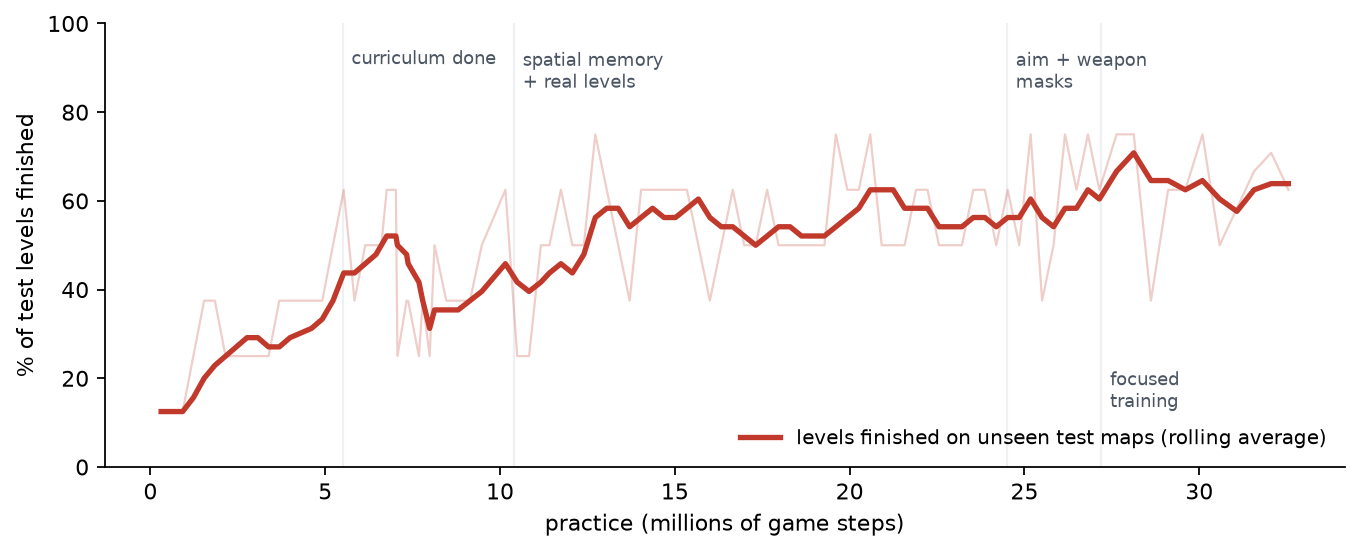 100
80
60
40
20
0
% of test levels finished
curriculum done
spatial memory
+ real levels
aim + weapon
masks
focused
training
levels finished on unseen test maps (rolling average)
0 5 10 15 20 25 30
practice (millions of game steps)